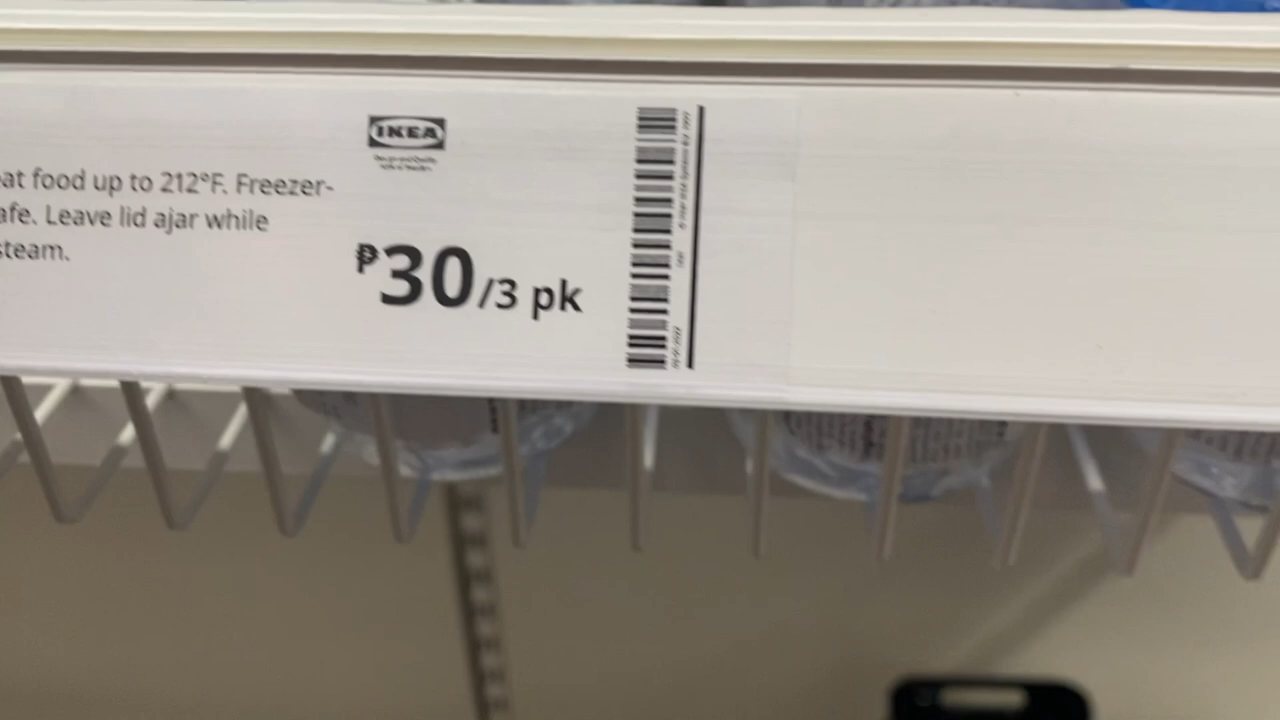 at food up to 212°F. Freezer-
afe. Leave lid ajar while
steam.
IKEA
₱30/3 pk